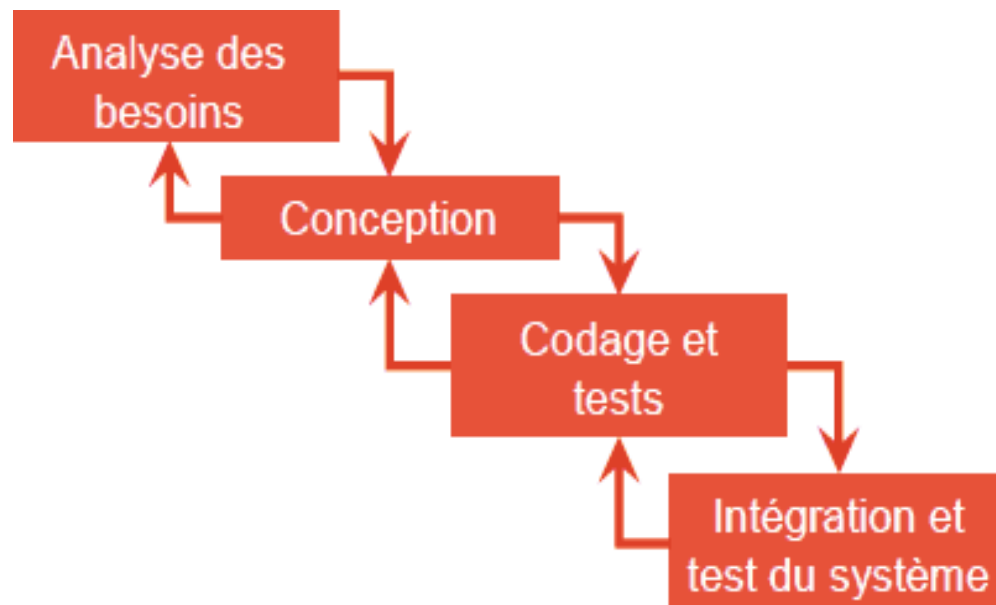 Analyse des
besoins
Conception
Codage et
tests
Intégration et
test du système